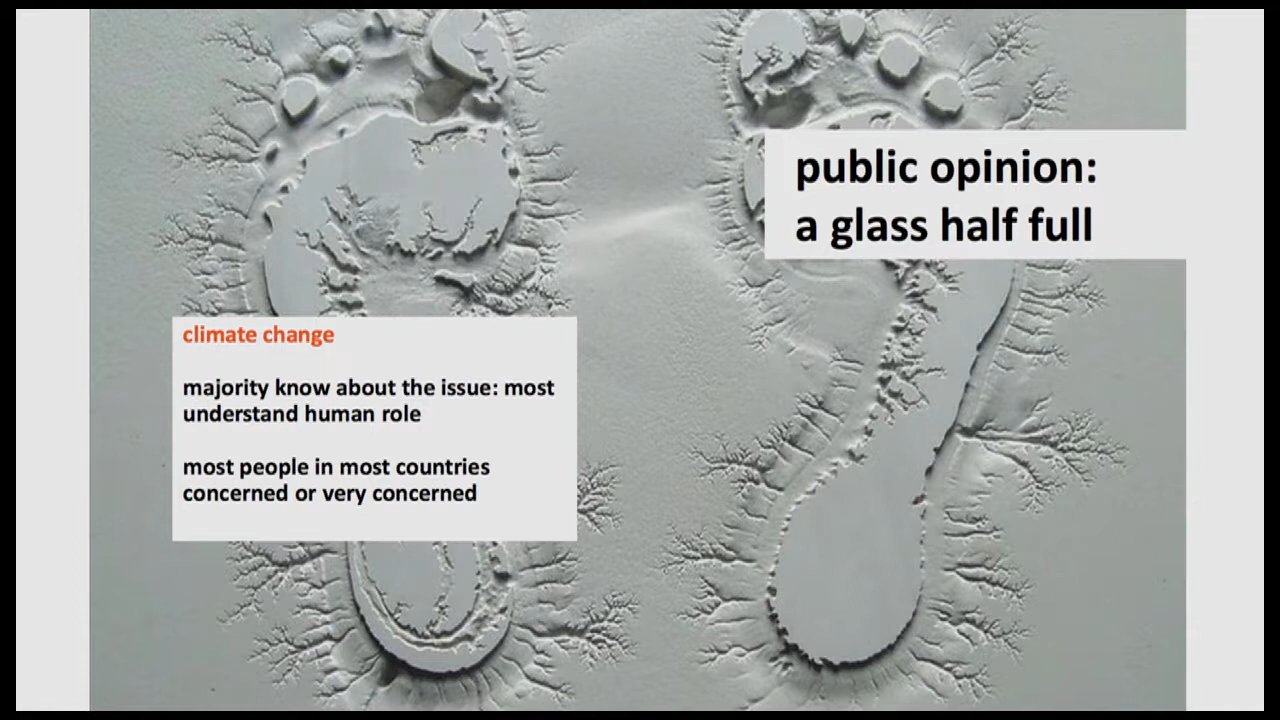 public opinion:
a glass half full
climate change
majority know about the issue: most
understand human role
most people in most countries
concerned or very concerned